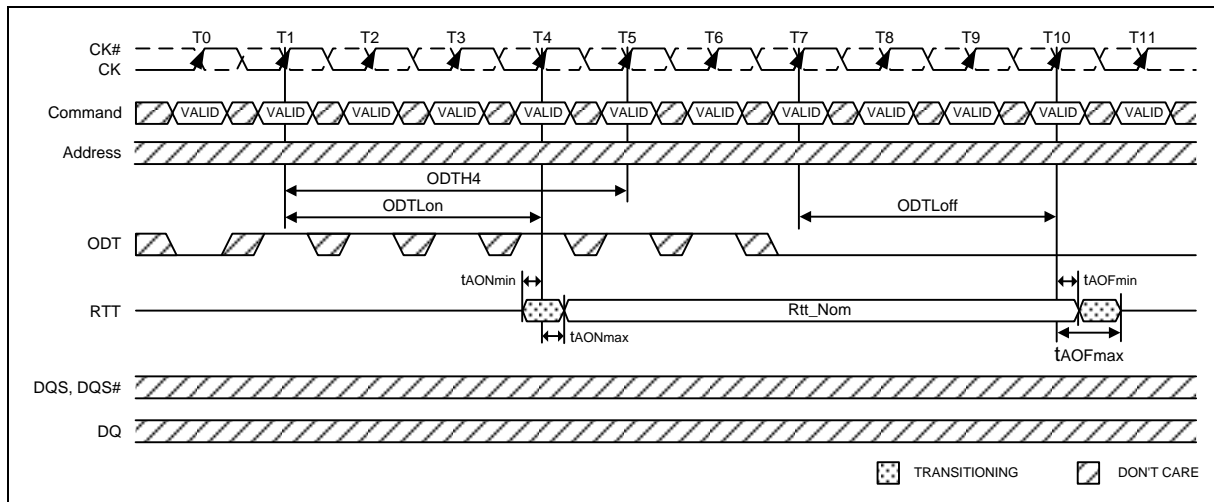 T0 T1 T2 T3 T4 T5 T6 T7 T8 T9 T10 T11
CK#
CK
Command VALID VALID VALID VALID VALID VALID VALID VALID VALID VALID VALID VALID
Address
ODTH4
ODTLon ODTLoff
ODT
tAONmin tAOFmin
RTT Rtt_Nom
tAONmax tAOFmax
DQS, DQS#
DQ
TRANSITIONING DON'T CARE